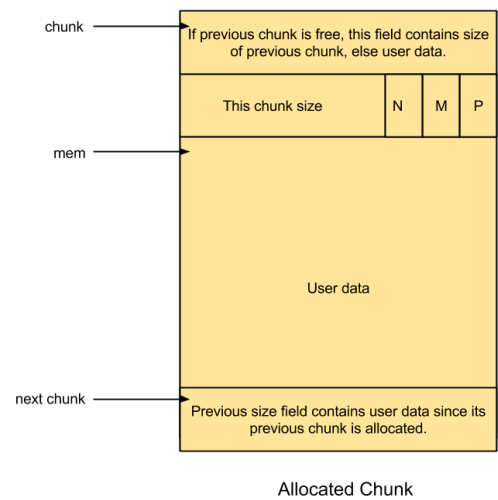 chunk
If previous chunk is free, this field contains size
of previous chunk, else user data.
This chunk size
N
M
P
mem
User data
next chunk
Previous size field contains user data since its
previous chunk is allocated.
Allocated Chunk